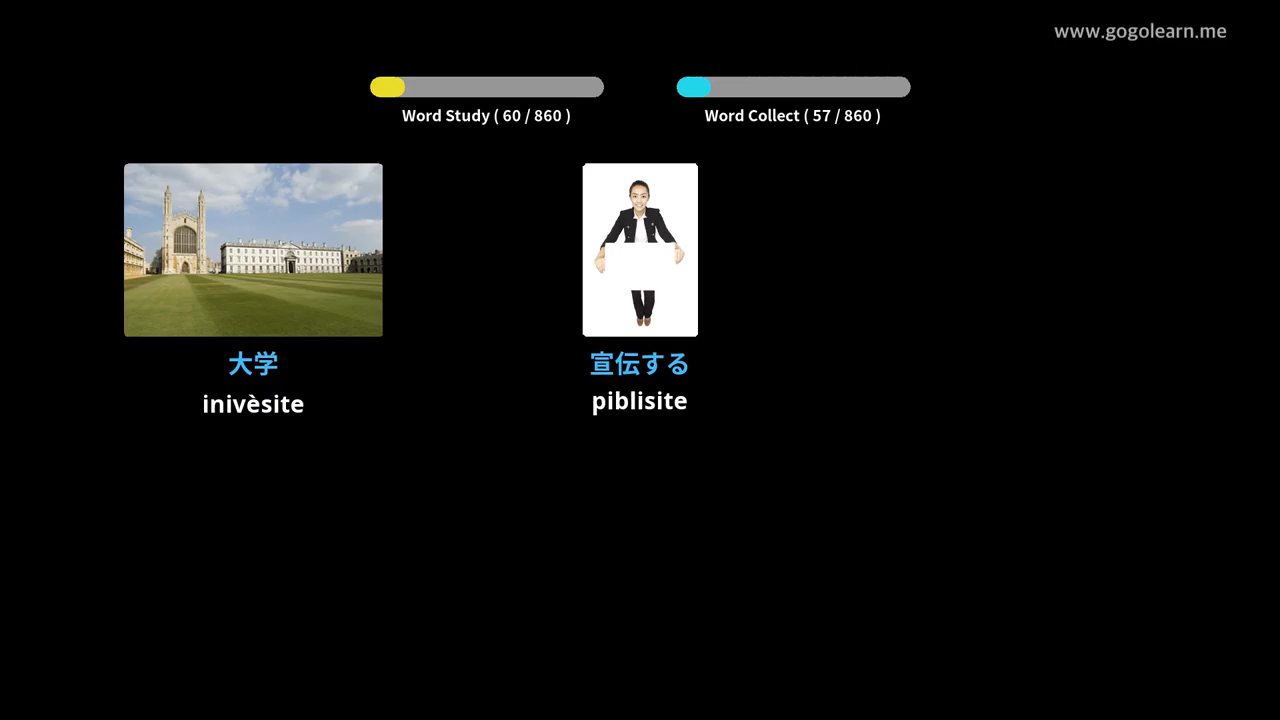 www.gogolearn.me
Word Study ( 60 / 860 )
Word Collect ( 57 / 860 )
大学
inivèsite
宣伝する
piblisite